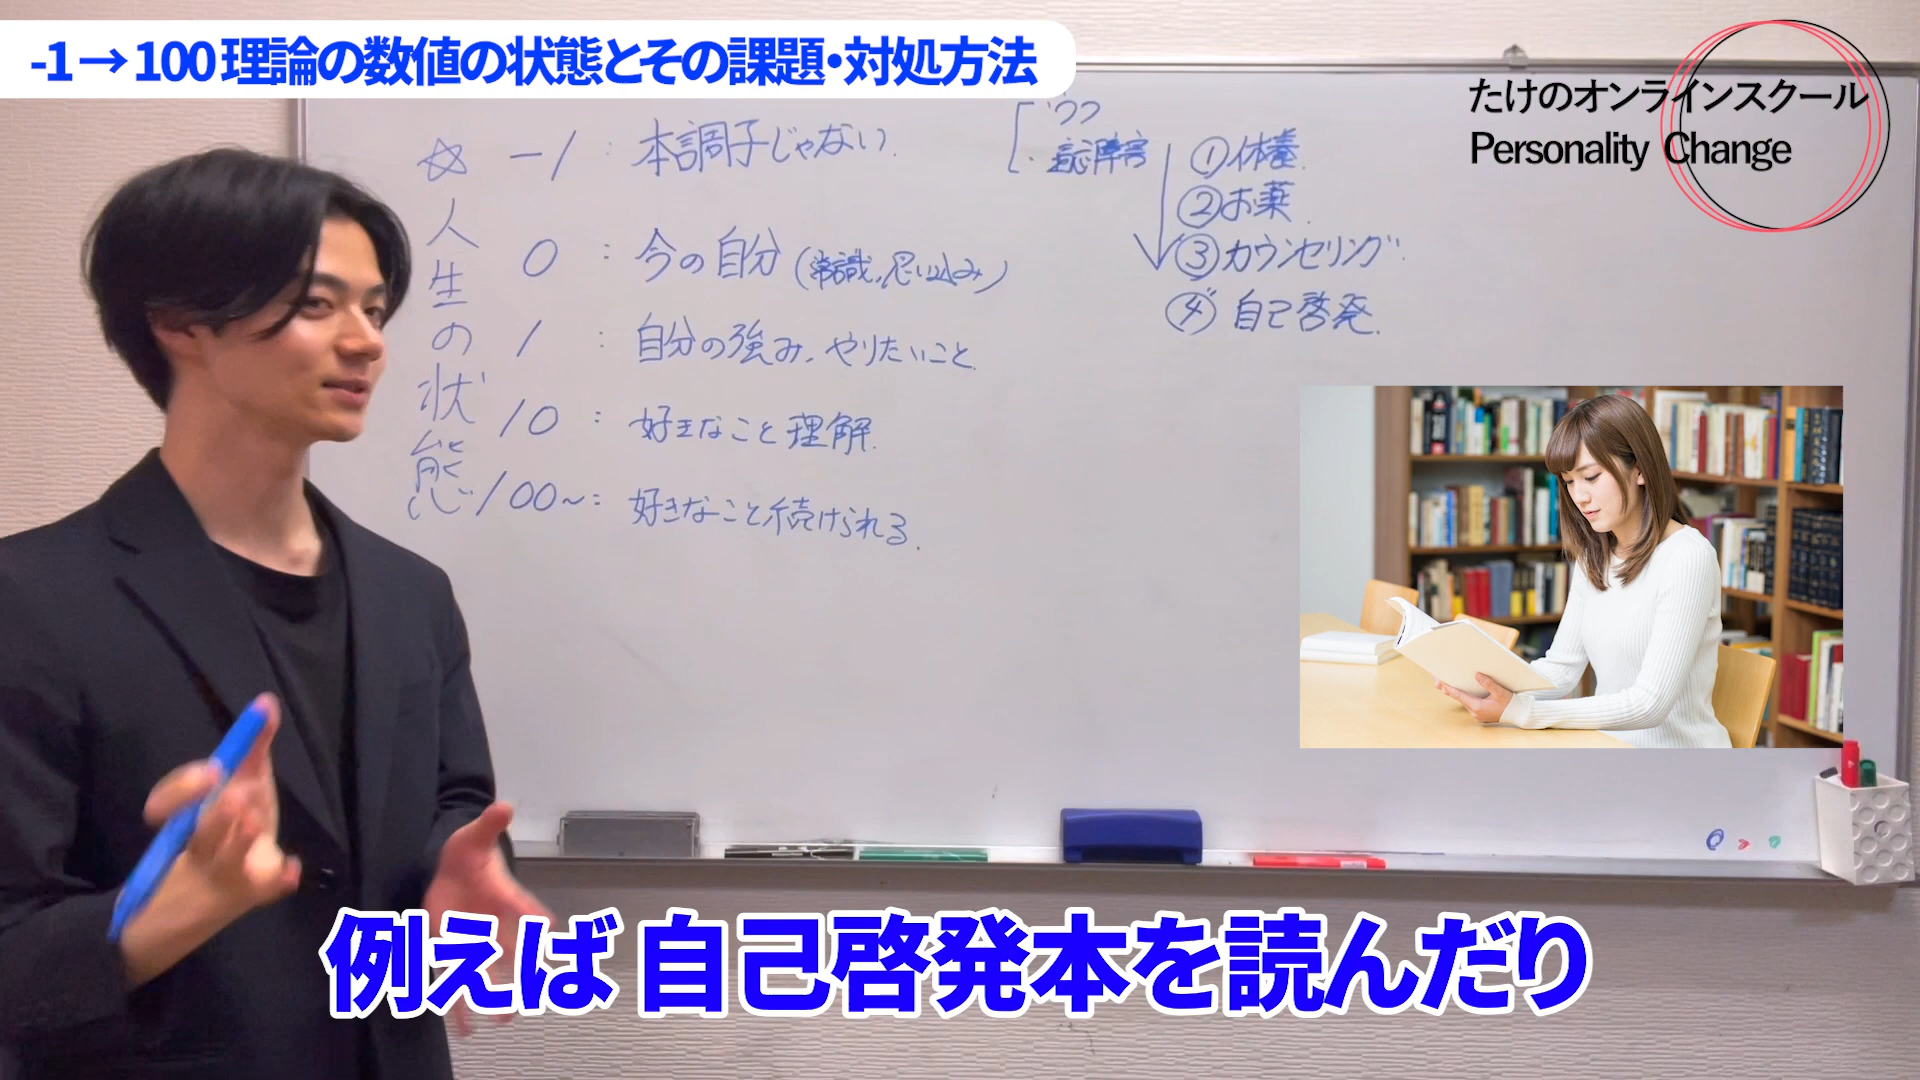 -1→100理論の数値の状態とその課題・対処方法
たけのオンラインスクール
Personality Change
☆人生の状態
-1：本調子じゃない.
0：今の自分(常識,思い込み)
1：自分の強み,やりたいこと.
10：好きなこと理解.
100~：好きなこと続けられる.
うつ
障害
①休養.
②お薬.
③カウンセリング.
④自己啓発.
例えば 自己啓発本を読んだり